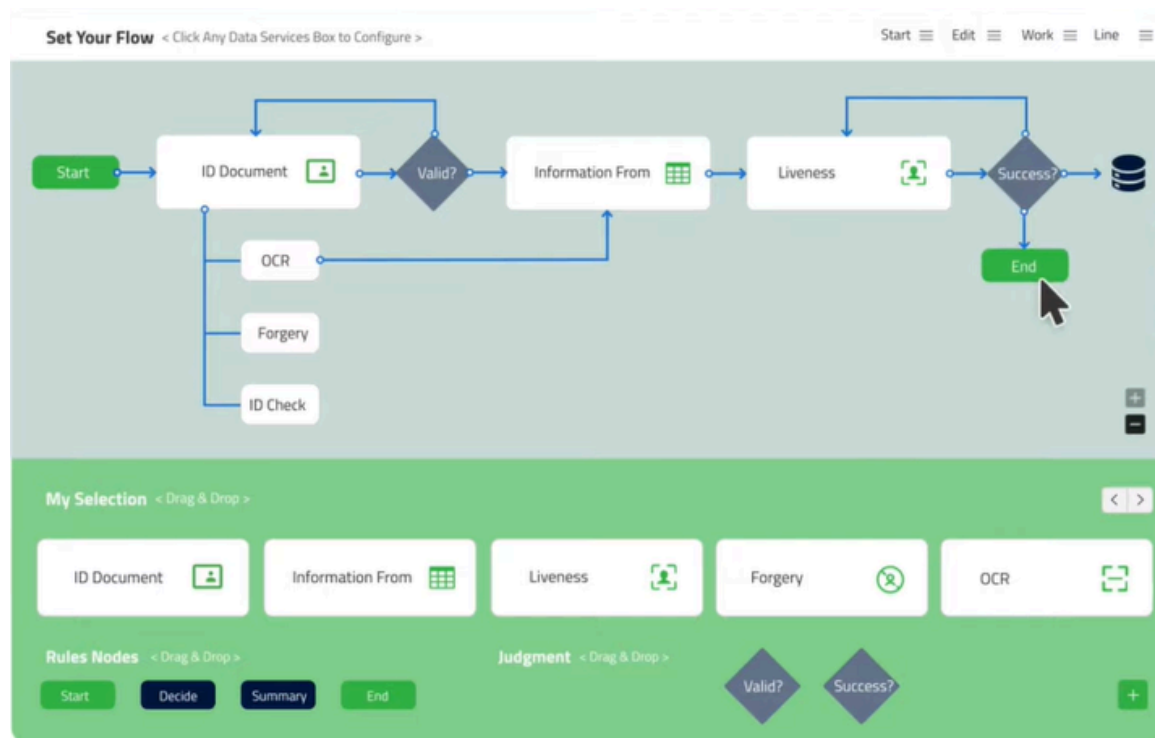 Set Your Flow < Click Any Data Services Box to Configure >
Start Edit Work Line
Start
ID Document
Valid?
Information From
Liveness
Success?
OCR
End
Forgery
ID Check
My Selection < Drag & Drop >
ID Document
Information From
Liveness
Forgery
OCR
Rules Nodes < Drag & Drop >
Start
Decide
Summary
End
Judgment < Drag & Drop >
Valid?
Success?